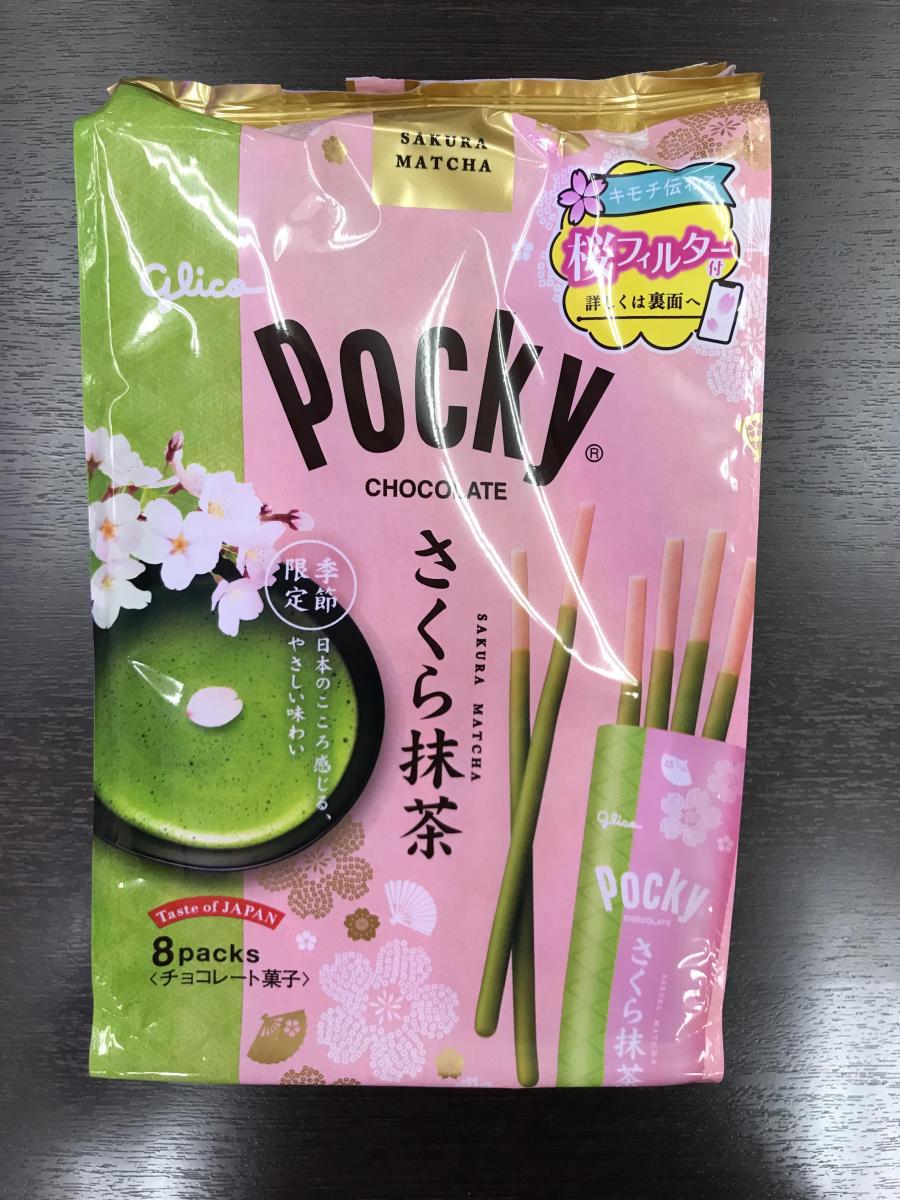 SAKURA
MATCHA
キモチ伝わる
桜フィルター付
詳しくは裏面へ
Glico
Pocky®
CHOCOLATE
さくら抹茶
SAKURA MATCHA
季節
限定
日本のこころ感じる、
やさしい味わい
Taste of JAPAN
8packs
〈チョコレート菓子〉
Glico
Pocky
CHOCOLATE
さくら抹茶
SAKURA MATCHA